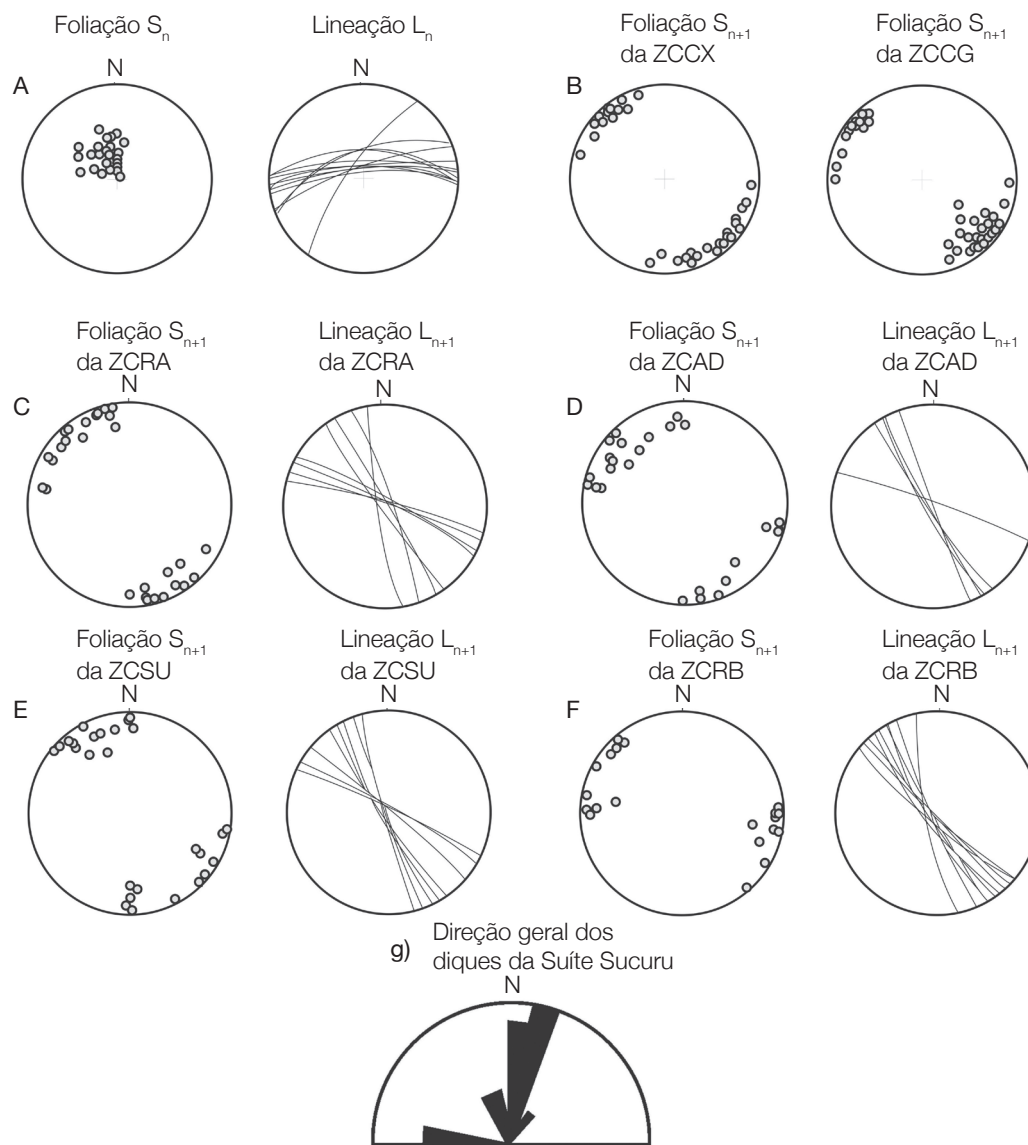 Foliação Sn
Lineação Ln
Foliação Sn+1
da ZCCX
Foliação Sn+1
da ZCCG
A
N
N
B
Foliação Sn+1
da ZCRA
Lineação Ln+1
da ZCRA
Foliação Sn+1
da ZCAD
Lineação Ln+1
da ZCAD
C
N
N
D
N
N
Foliação Sn+1
da ZCSU
Lineação Ln+1
da ZCSU
Foliação Sn+1
da ZCRB
Lineação Ln+1
da ZCRB
E
N
N
F
N
N
g)
Direção geral dos
diques da Suíte Sucuru
N